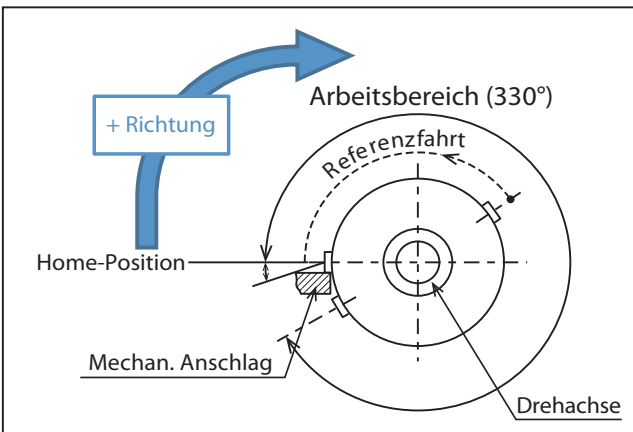 Arbeitsbereich (330°)
+ Richtung
Referenzfahrt
Home-Position
Mechan. Anschlag
Drehachse